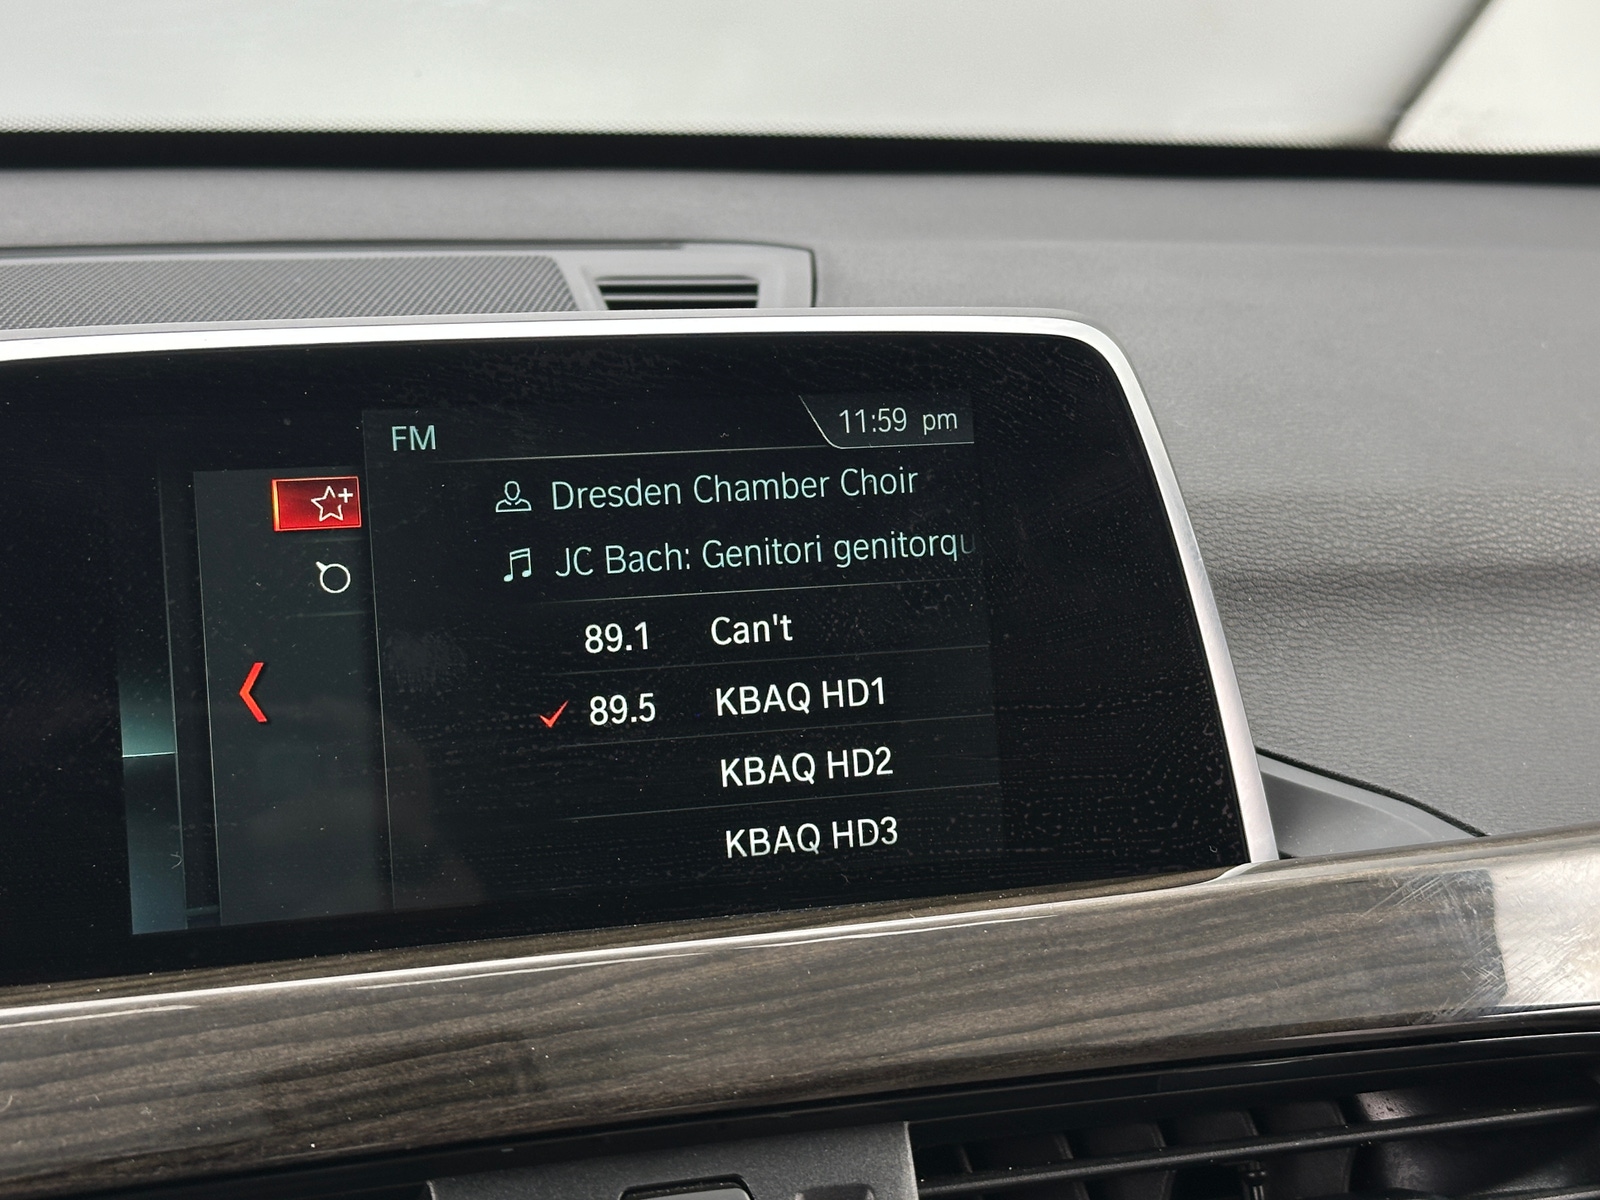 FM
11:59 pm
Dresden Chamber Choir
JC Bach: Genitori genitorqu
89.1 Can't
89.5 KBAQ HD1
KBAQ HD2
KBAQ HD3